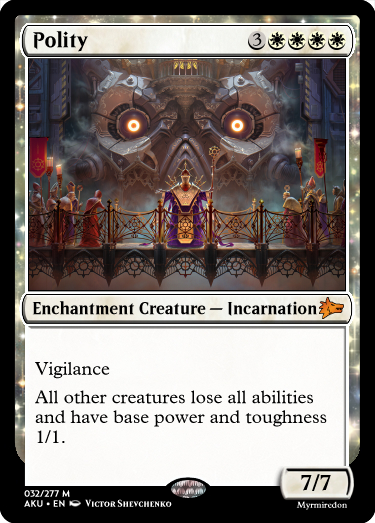 Polity 3
Enchantment Creature — Incarnation
Vigilance
All other creatures lose all abilities
and have base power and toughness
1/1.
7/7
032/277 M
AKU • EN Victor Shevchenko
Myrmiredon